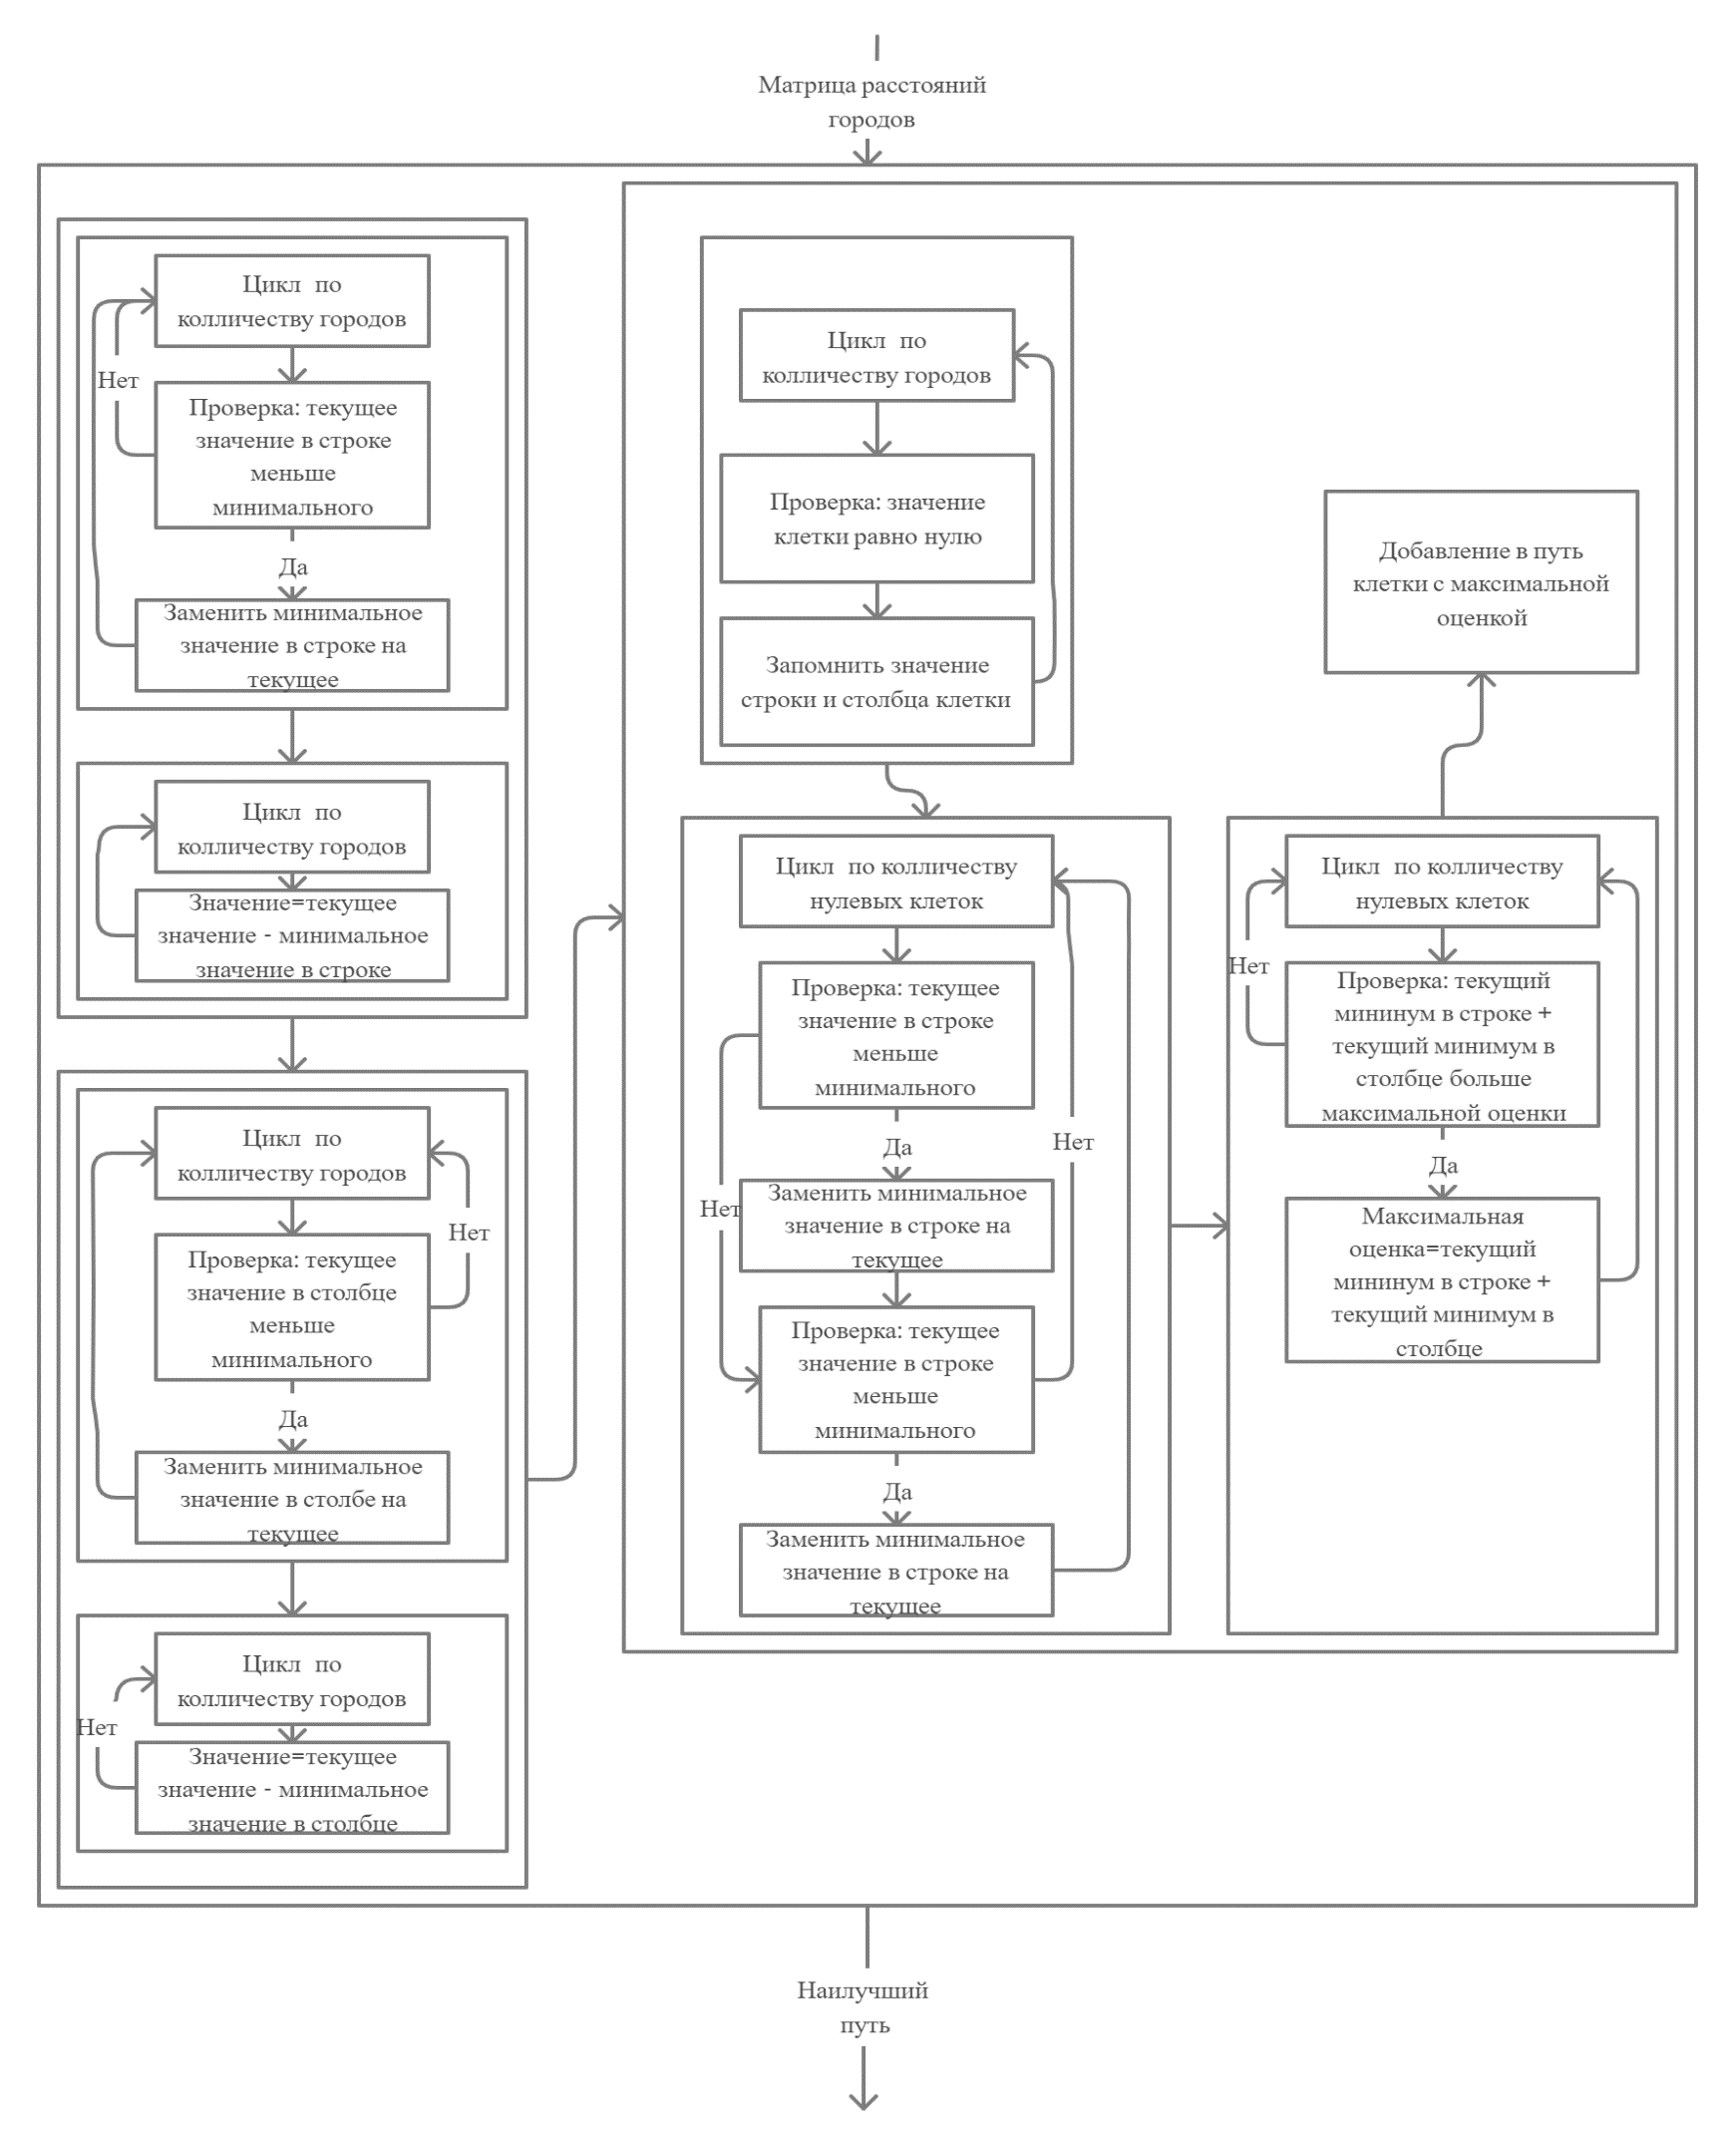 Матрица расстояний
городов
Цикл по
колличеству городов
Нет
Проверка: текущее
значение в строке
меньше
минимального
Да
Заменить минимальное
значение в строке на
текущее
Цикл по
колличеству городов
Значение=текущее
значение - минимальное
значение в строке
Цикл по
колличеству городов
Нет
Проверка: текущее
значение в столбце
меньше
минимального
Да
Заменить минимальное
значение в столбе на
текущее
Цикл по
колличеству городов
Нет
Значение=текущее
значение - минимальное
значение в столбце
Цикл по
колличеству городов
Проверка: значение
клетки равно нулю
Запомнить значение
строки и столбца клетки
Цикл по колличеству
нулевых клеток
Проверка: текущее
значение в строке
меньше
минимального
Да
Нет
Нет
Заменить минимальное
значение в строке на
текущее
Проверка: текущее
значение в строке
меньше
минимального
Да
Заменить минимальное
значение в строке на
текущее
Цикл по колличеству
нулевых клеток
Нет
Проверка: текущий
мининум в строке +
текущий минимум в
столбце больше
максимальной оценки
Да
Максимальная
оценка=текущий
мининум в строке +
текущий минимум в
столбце
Добавление в путь
клетки с максимальной
оценкой
Наилучший
путь